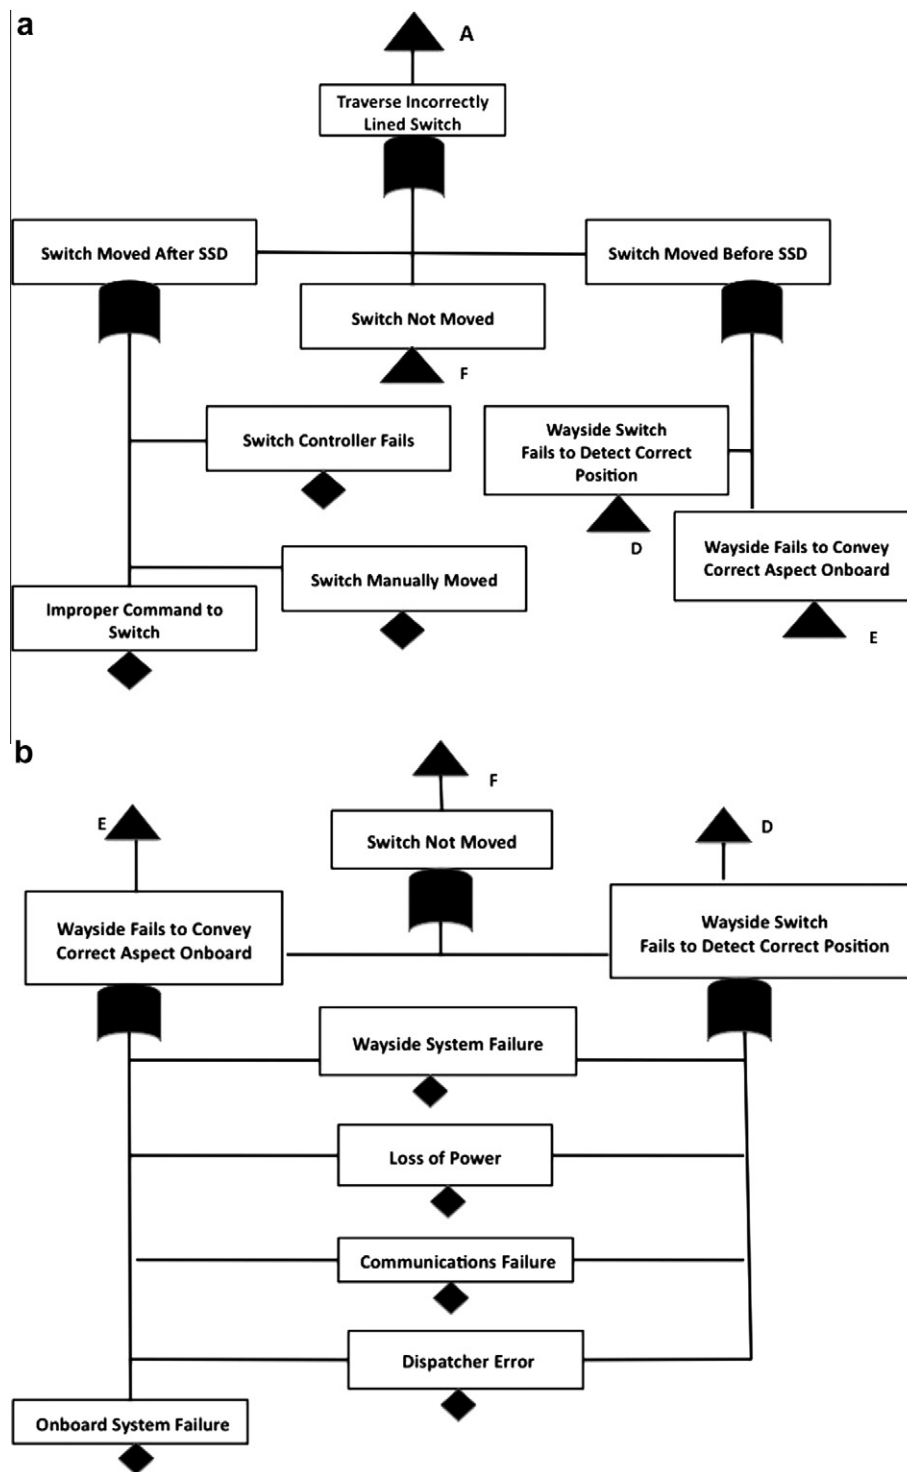 a
A
Traverse Incorrectly
Lined Switch
Switch Moved After SSD
Switch Moved Before SSD
Switch Not Moved
F
Switch Controller Fails
Wayside Switch
Fails to Detect Correct
Position
D
Wayside Fails to Convey
Correct Aspect Onboard
E
Switch Manually Moved
Improper Command to
Switch
b
F
E
D
Switch Not Moved
Wayside Fails to Convey
Correct Aspect Onboard
Wayside Switch
Fails to Detect Correct Position
Wayside System Failure
Loss of Power
Communications Failure
Dispatcher Error
Onboard System Failure